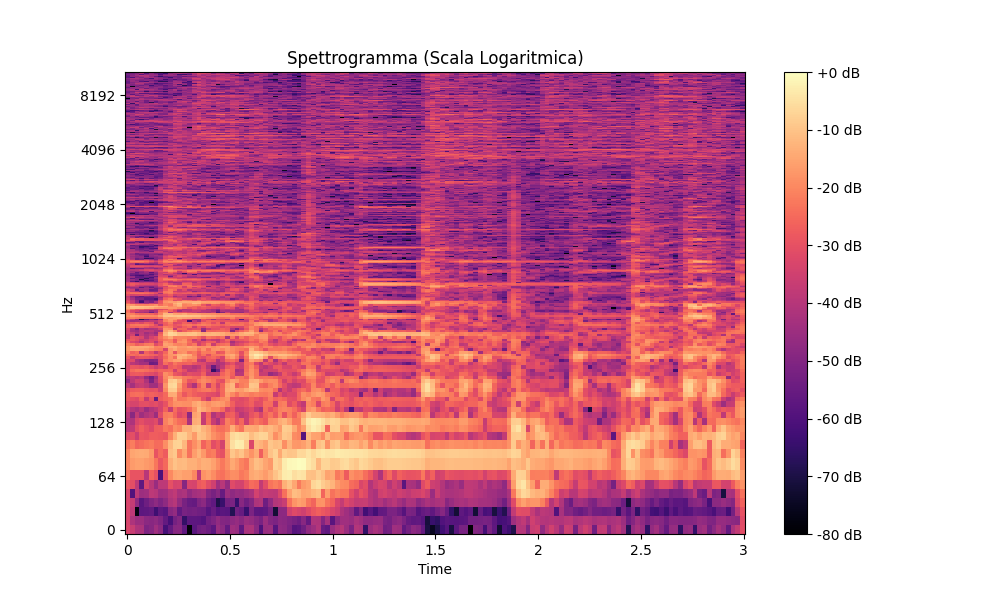 Spettrogramma (Scala Logaritmica)
Hz
8192
4096
2048
1024
512
256
128
64
0
0 0.5 1 1.5 2 2.5 3
Time
+0 dB
-10 dB
-20 dB
-30 dB
-40 dB
-50 dB
-60 dB
-70 dB
-80 dB